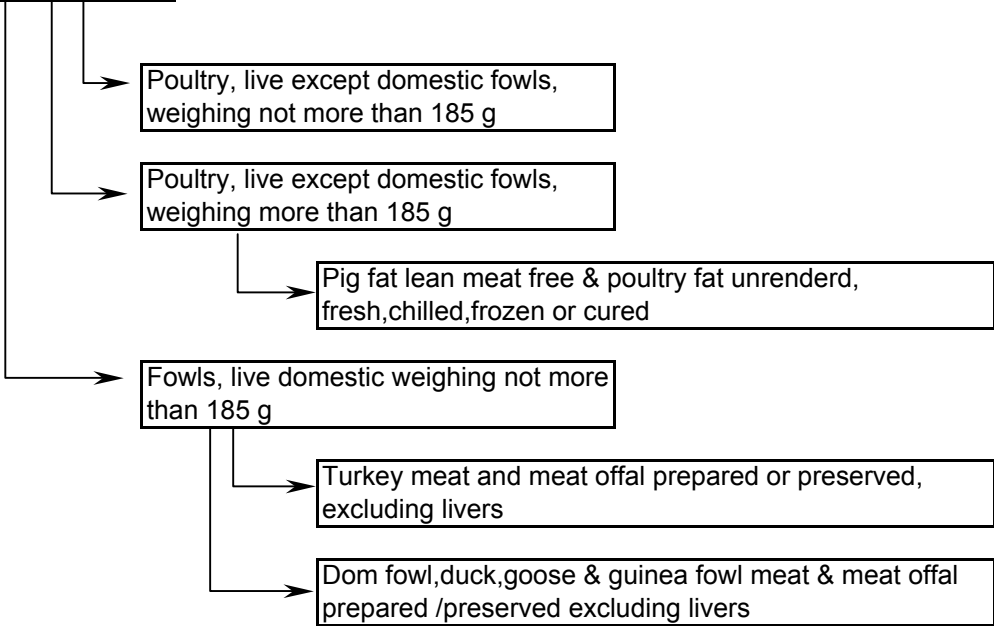 Poultry, live except domestic fowls,
weighing not more than 185 g
Poultry, live except domestic fowls,
weighing more than 185 g
Pig fat lean meat free & poultry fat unrenderd,
fresh,chilled,frozen or cured
Fowls, live domestic weighing not more
than 185 g
Turkey meat and meat offal prepared or preserved,
excluding livers
Dom fowl,duck,goose & guinea fowl meat & meat offal
prepared /preserved excluding livers